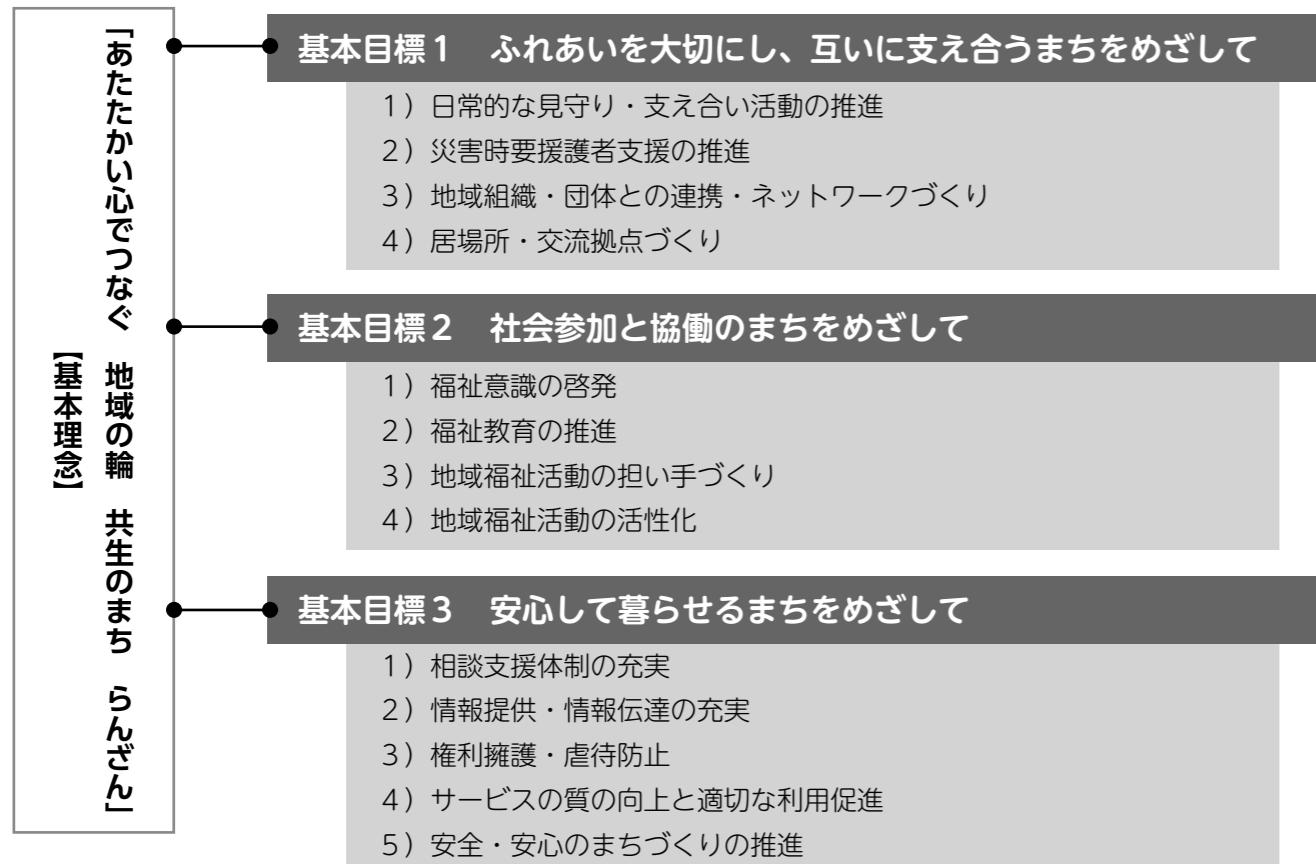 「あたたかい心でつなぐ　地域の輪　共生のまち　らんざん」
【基本理念】
基本目標１　ふれあいを大切にし、互いに支え合うまちをめざして
１）日常的な見守り・支え合い活動の推進
２）災害時要援護者支援の推進
３）地域組織・団体との連携・ネットワークづくり
４）居場所・交流拠点づくり
基本目標２　社会参加と協働のまちをめざして
１）福祉意識の啓発
２）福祉教育の推進
３）地域福祉活動の担い手づくり
４）地域福祉活動の活性化
基本目標３　安心して暮らせるまちをめざして
１）相談支援体制の充実
２）情報提供・情報伝達の充実
３）権利擁護・虐待防止
４）サービスの質の向上と適切な利用促進
５）安全・安心のまちづくりの推進